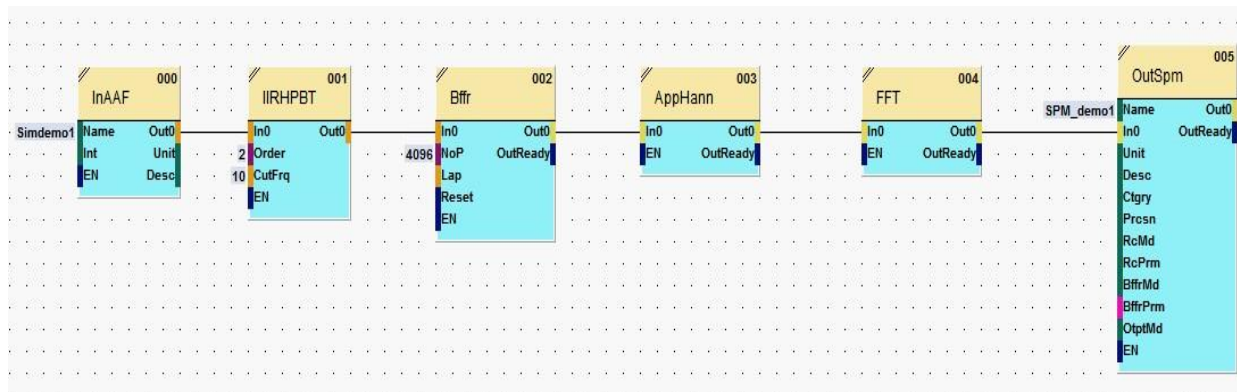 000
InAAF
Simdemo1
Name Out0
Int Unit
EN Desc
001
IIRHPBT
In0 Out0
2 Order
10 CutFrq
EN
002
Bffr
In0 Out0
4096 NoP OutReady
Lap
Reset
EN
003
AppHann
In0 Out0
EN OutReady
004
FFT
In0 Out0
EN OutReady
005
OutSpm
SPM_demo1
Name Out0
In0 OutReady
Unit
Desc
Ctgry
Prcsn
RcMd
RcPrm
BffrMd
BffrPrm
OtptMd
EN